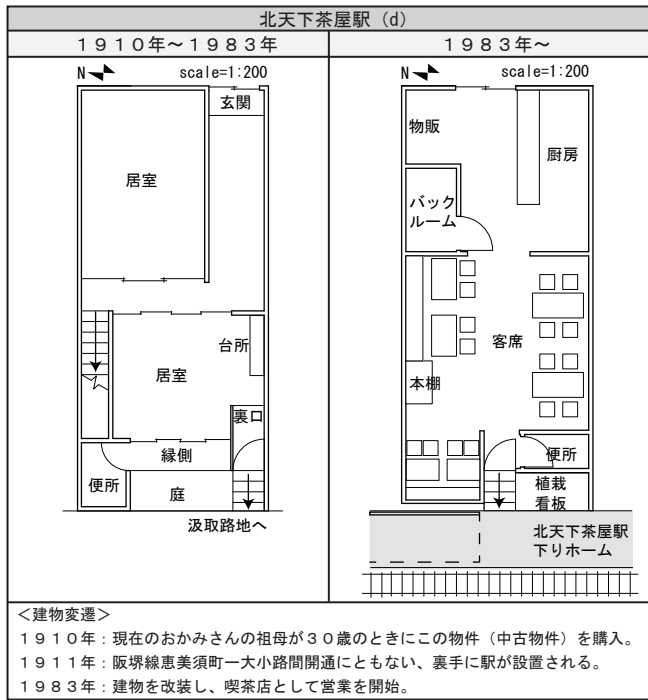 北天下茶屋駅（d）
１９１０年～１９８３年
１９８３年～
N
scale=1:200
玄関
居室
台所
居室
裏口
縁側
便所
庭
汲取路地へ
N
scale=1:200
物販
厨房
バック
ルーム
客席
本棚
便所
植栽
看板
北天下茶屋駅
下りホーム
＜建物変遷＞
１９１０年：現在のおかみさんの祖母が３０歳のときにこの物件（中古物件）を購入。
１９１１年：阪堺線恵美須町ー大小路間開通にともない、裏手に駅が設置される。
１９８３年：建物を改装し、喫茶店として営業を開始。